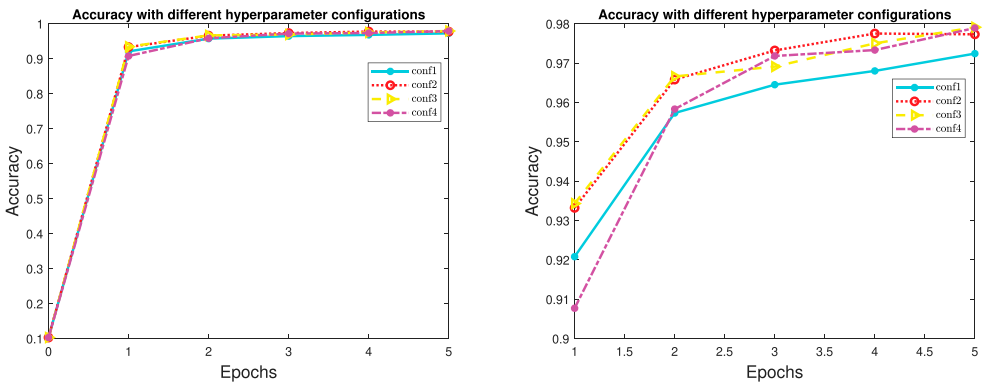 Accuracy with different hyperparameter configurations
1
0.9
0.8
0.7
0.6
0.5
0.4
0.3
0.2
0.1
Accuracy
conf1
conf2
conf3
conf4
0 1 2 3 4 5
Epochs
Accuracy with different hyperparameter configurations
0.98
0.97
0.96
0.95
0.94
0.93
0.92
0.91
0.9
Accuracy
conf1
conf2
conf3
conf4
1 1.5 2 2.5 3 3.5 4 4.5 5
Epochs